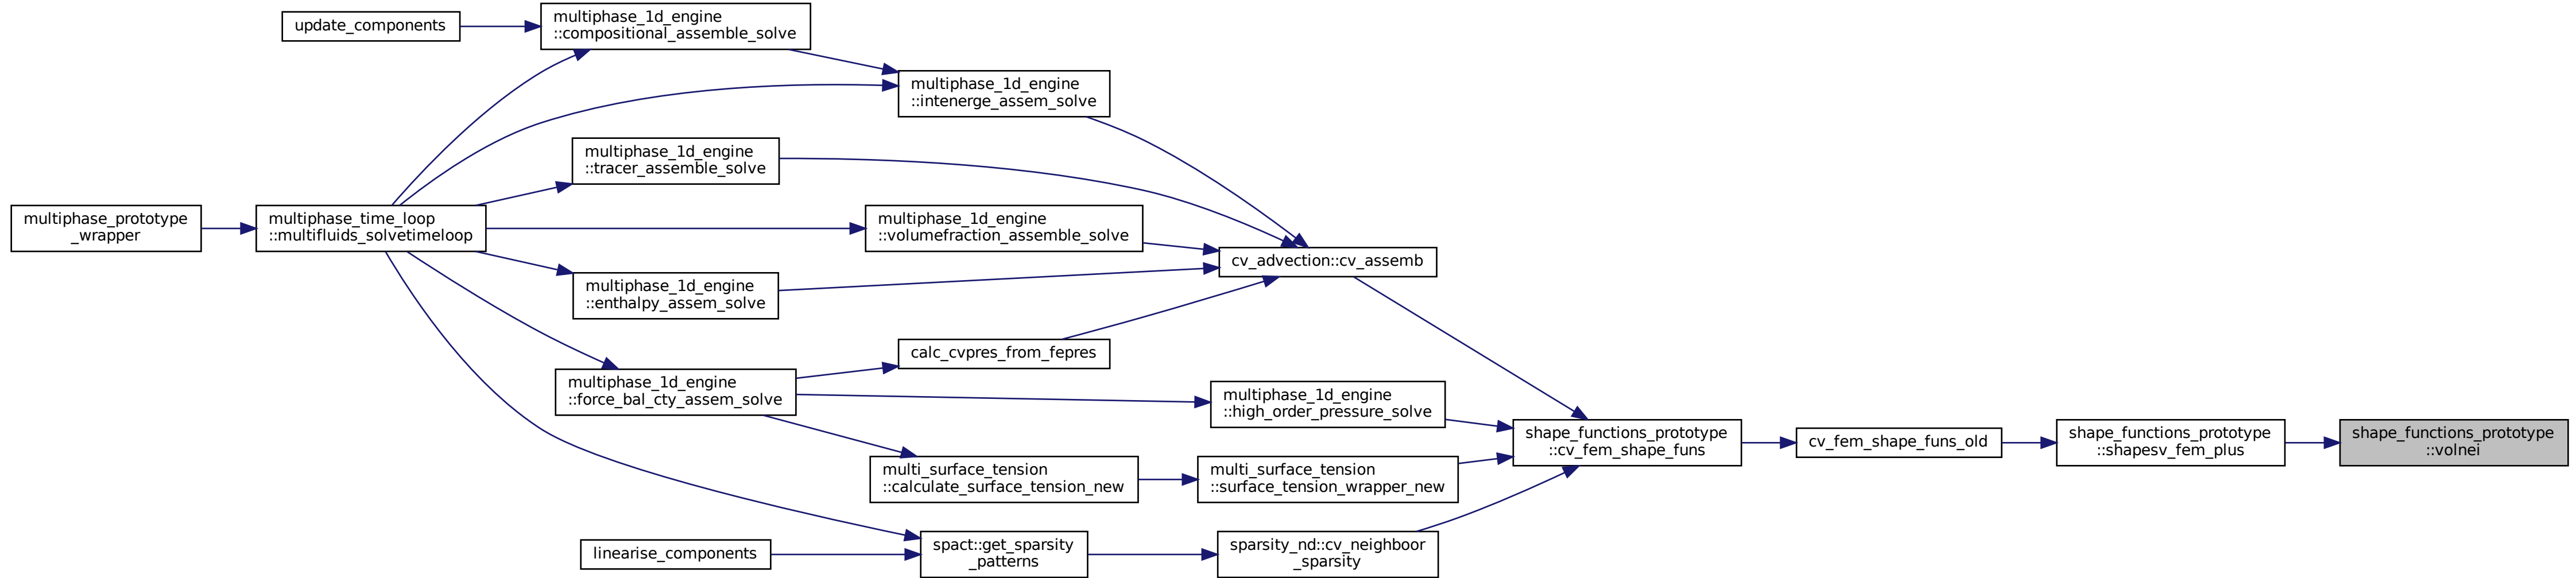 update_components
multiphase_1d_engine
::compositional_assemble_solve
multiphase_1d_engine
::intenerge_assem_solve
multiphase_1d_engine
::tracer_assemble_solve
multiphase_prototype
_wrapper
multiphase_time_loop
::multifluids_solvetimeloop
multiphase_1d_engine
::volumefraction_assemble_solve
cv_advection::cv_assemb
multiphase_1d_engine
::enthalpy_assem_solve
calc_cvpres_from_fepres
multiphase_1d_engine
::force_bal_cty_assem_solve
multiphase_1d_engine
::high_order_pressure_solve
shape_functions_prototype
::cv_fem_shape_funs
cv_fem_shape_funs_old
shape_functions_prototype
::shapesv_fem_plus
shape_functions_prototype
::volnei
multi_surface_tension
::calculate_surface_tension_new
multi_surface_tension
::surface_tension_wrapper_new
linearise_components
spact::get_sparsity
_patterns
sparsity_nd::cv_neighboor
_sparsity